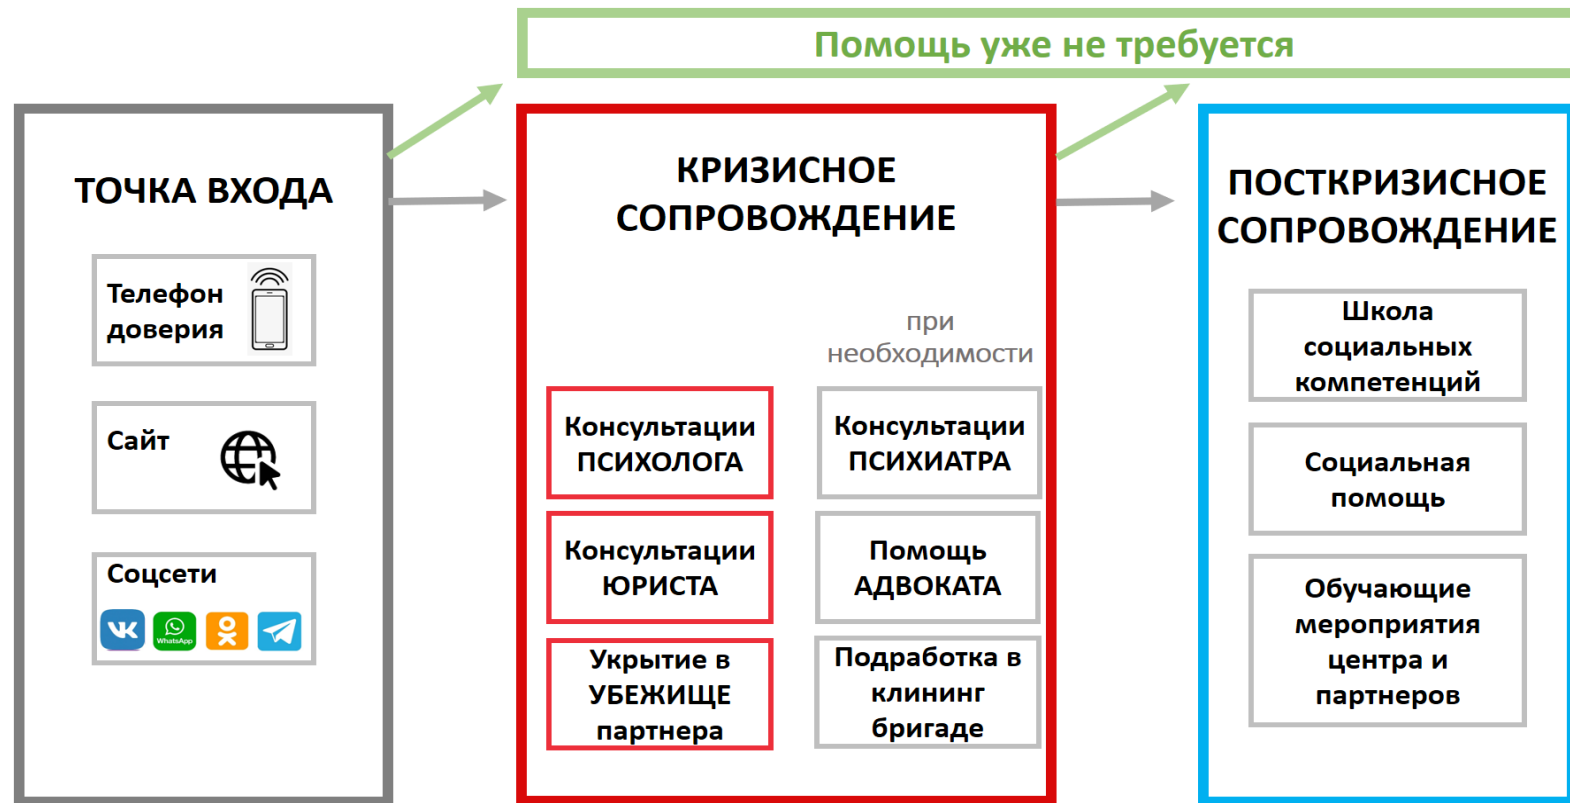 Помощь уже не требуется
ТОЧКА ВХОДА
Телефон
доверия
Сайт
Соцсети
WhatsApp
КРИЗИСНОЕ
СОПРОВОЖДЕНИЕ
при
необходимости
Консультации
ПСИХОЛОГА
Консультации
ПСИХИАТРА
Консультации
ЮРИСТА
Помощь
АДВОКАТА
Укрытие в
УБЕЖИЩЕ
партнера
Подработка в
клининг
бригаде
ПОСТКРИЗИСНОЕ
СОПРОВОЖДЕНИЕ
Школа
социальных
компетенций
Социальная
помощь
Обучающие
мероприятия
центра и
партнеров